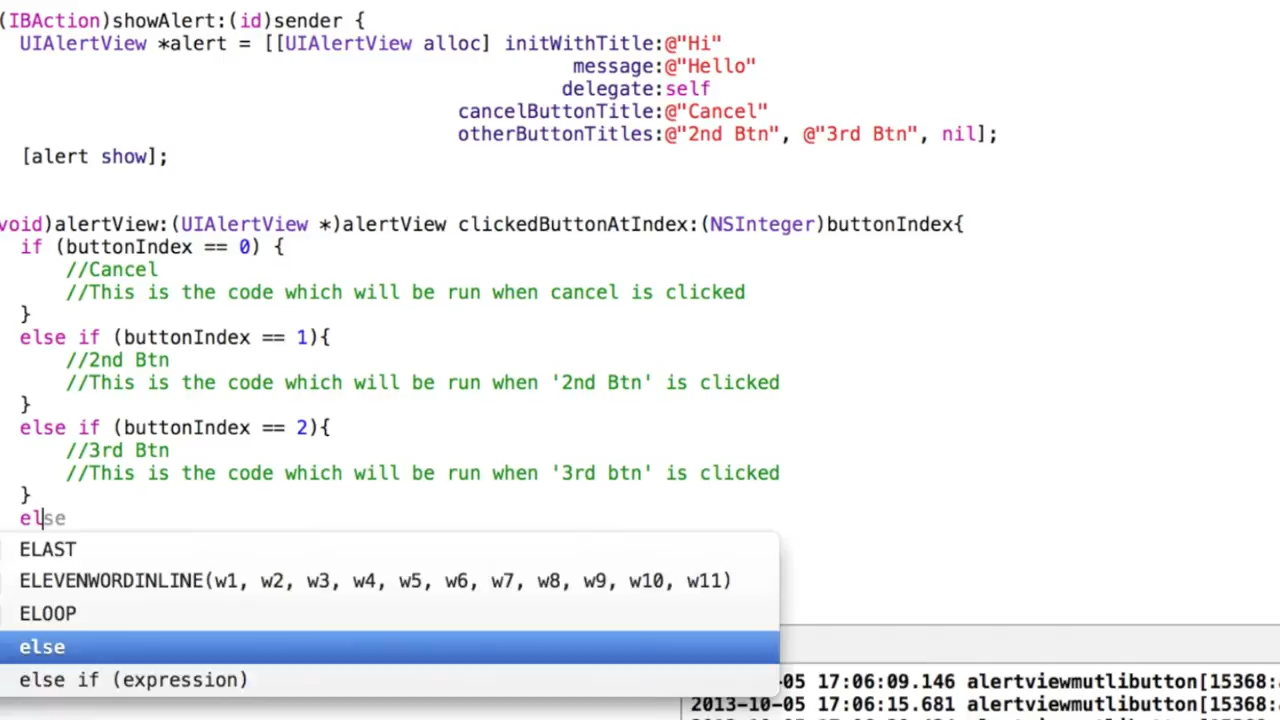 (IBAction)showAlert:(id)sender {
UIAlertView *alert = [[UIAlertView alloc] initWithTitle:@"Hi"
message:@"Hello"
delegate:self
cancelButtonTitle:@"Cancel"
otherButtonTitles:@"2nd Btn", @"3rd Btn", nil];
[alert show];
void)alertView:(UIAlertView *)alertView clickedButtonAtIndex:(NSInteger)buttonIndex{
if (buttonIndex == 0) {
//Cancel
//This is the code which will be run when cancel is clicked
}
else if (buttonIndex == 1){
//2nd Btn
//This is the code which will be run when '2nd Btn' is clicked
}
else if (buttonIndex == 2){
//3rd Btn
//This is the code which will be run when '3rd btn' is clicked
}
else
ELAST
ELEVENWORDINLINE(w1, w2, w3, w4, w5, w6, w7, w8, w9, w10, w11)
ELOOP
else
else if (expression)
-05 17:06:09.146 alertviewmutlibutton[15368:
2013-10-05 17:06:15.681 alertviewmutlibutton[15368: